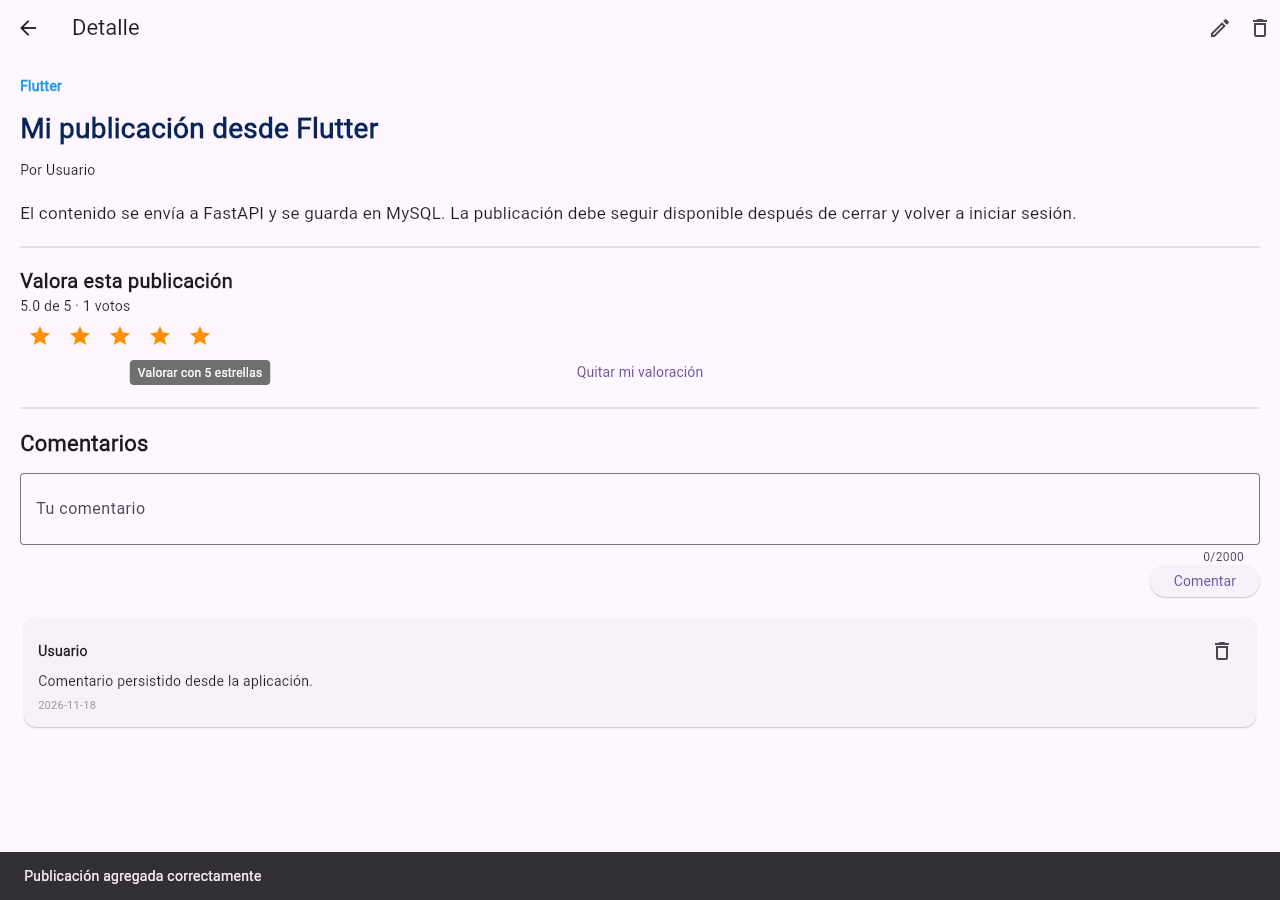 Detalle
Flutter
Mi publicación desde Flutter
Por Usuario
El contenido se envía a FastAPI y se guarda en MySQL. La publicación debe seguir disponible después de cerrar y volver a iniciar sesión.
Valora esta publicación
5.0 de 5 · 1 votos
Valorar con 5 estrellas
Quitar mi valoración
Comentarios
Tu comentario
0/2000
Comentar
Usuario
Comentario persistido desde la aplicación.
2026-11-18
Publicación agregada correctamente